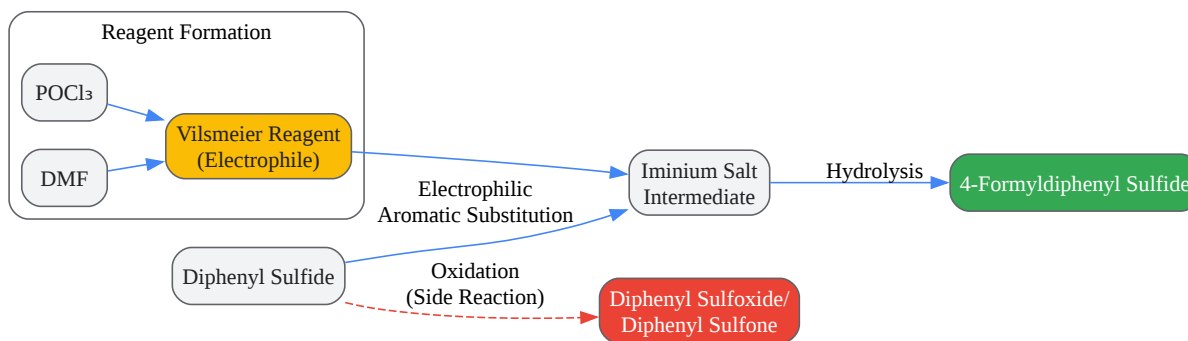 Reagent Formation
POCl₃
DMF
Vilsmeier Reagent
(Electrophile)
Diphenyl Sulfide
Electrophilic
Aromatic Substitution
Oxidation
(Side Reaction)
Iminium Salt
Intermediate
Diphenyl Sulfoxide/
Diphenyl Sulfone
Hydrolysis
4-Formyldiphenyl Sulfide